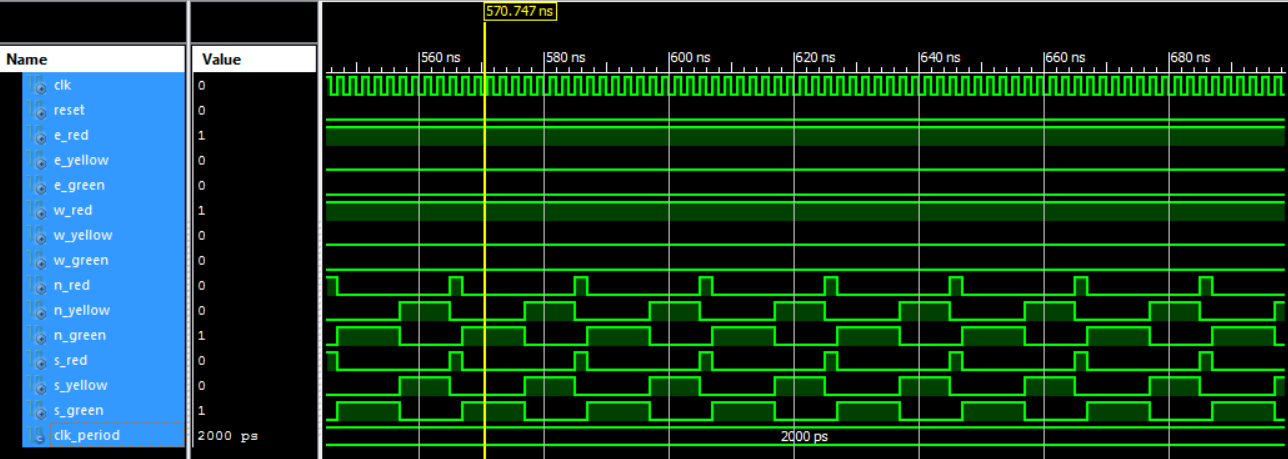 570.747 ns
Name Value
560 ns 580 ns 600 ns 620 ns 640 ns 660 ns 680 ns
clk 0
reset 0
e_red 1
e_yellow 0
e_green 0
w_red 1
w_yellow 0
w_green 0
n_red 0
n_yellow 0
n_green 1
s_red 0
s_yellow 0
s_green 1
clk_period 2000 ps 2000 ps